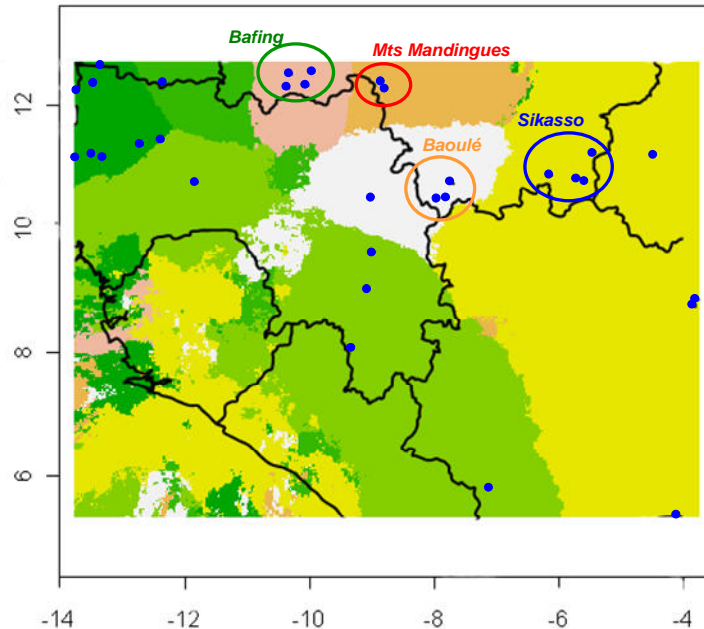 Bafing
Mts Mandingues
Sikasso
Baoulé
12
10
8
6
-14 -12 -10 -8 -6 -4